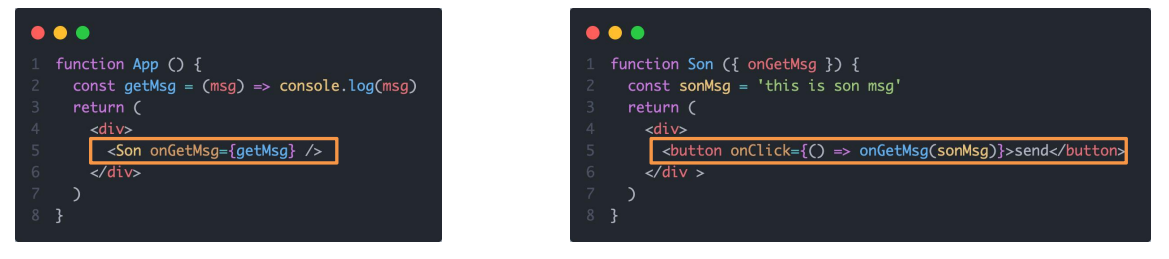 1 function App () {
2 const getMsg = (msg) => console.log(msg)
3 return (
4 <div>
5 <Son onGetMsg={getMsg} />
6 </div>
7 )
8 }
1 function Son ({ onGetMsg }) {
2 const sonMsg = 'this is son msg'
3 return (
4 <div>
5 <button onClick={() => onGetMsg(sonMsg)}>send</button>
6 </div >
7 )
8 }